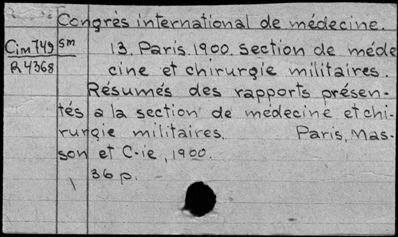 Congrès international de médecine.
Cim 749 sm 13. Paris. 1900. section de méde
R4368 cine et chirurgie militaires.
Résumés des rapports présen-
tés a la section de médecine et chi-
rurgie militaires. Paris, Mas-
son et C-ie, 1900.
36 p.